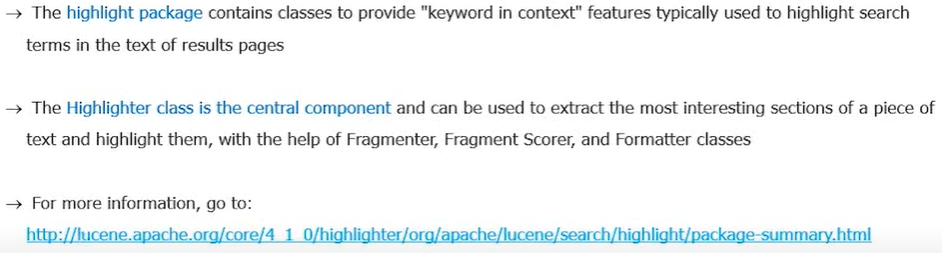 → The highlight package contains classes to provide "keyword in context" features typically used to highlight search
terms in the text of results pages
→ The Highlighter class is the central component and can be used to extract the most interesting sections of a piece of
text and highlight them, with the help of Fragmenter, Fragment Scorer, and Formatter classes
→ For more information, go to:
http://lucene.apache.org/core/4_1_0/highlighter/org/apache/lucene/search/highlight/package-summary.html